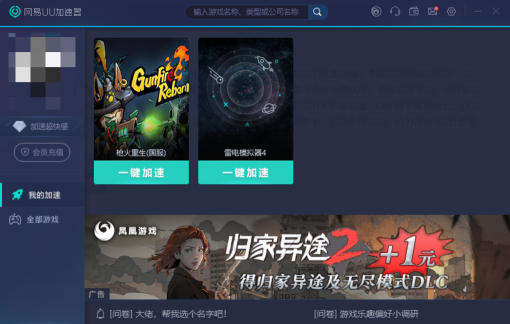 网易UU加速器
输入游戏名称、类型或公司名称
加速超快感
会员充值
我的加速
全部游戏
Gunfire
Reborn
枪火重生(国服)
一键加速
雷电模拟器4
一键加速
凤凰游戏
归家异途2 +1元
得归家异途及无尽模式DLC
广告
[问卷] 大佬，帮我选个名字吧！
[问卷] 游戏乐趣偏好小调研